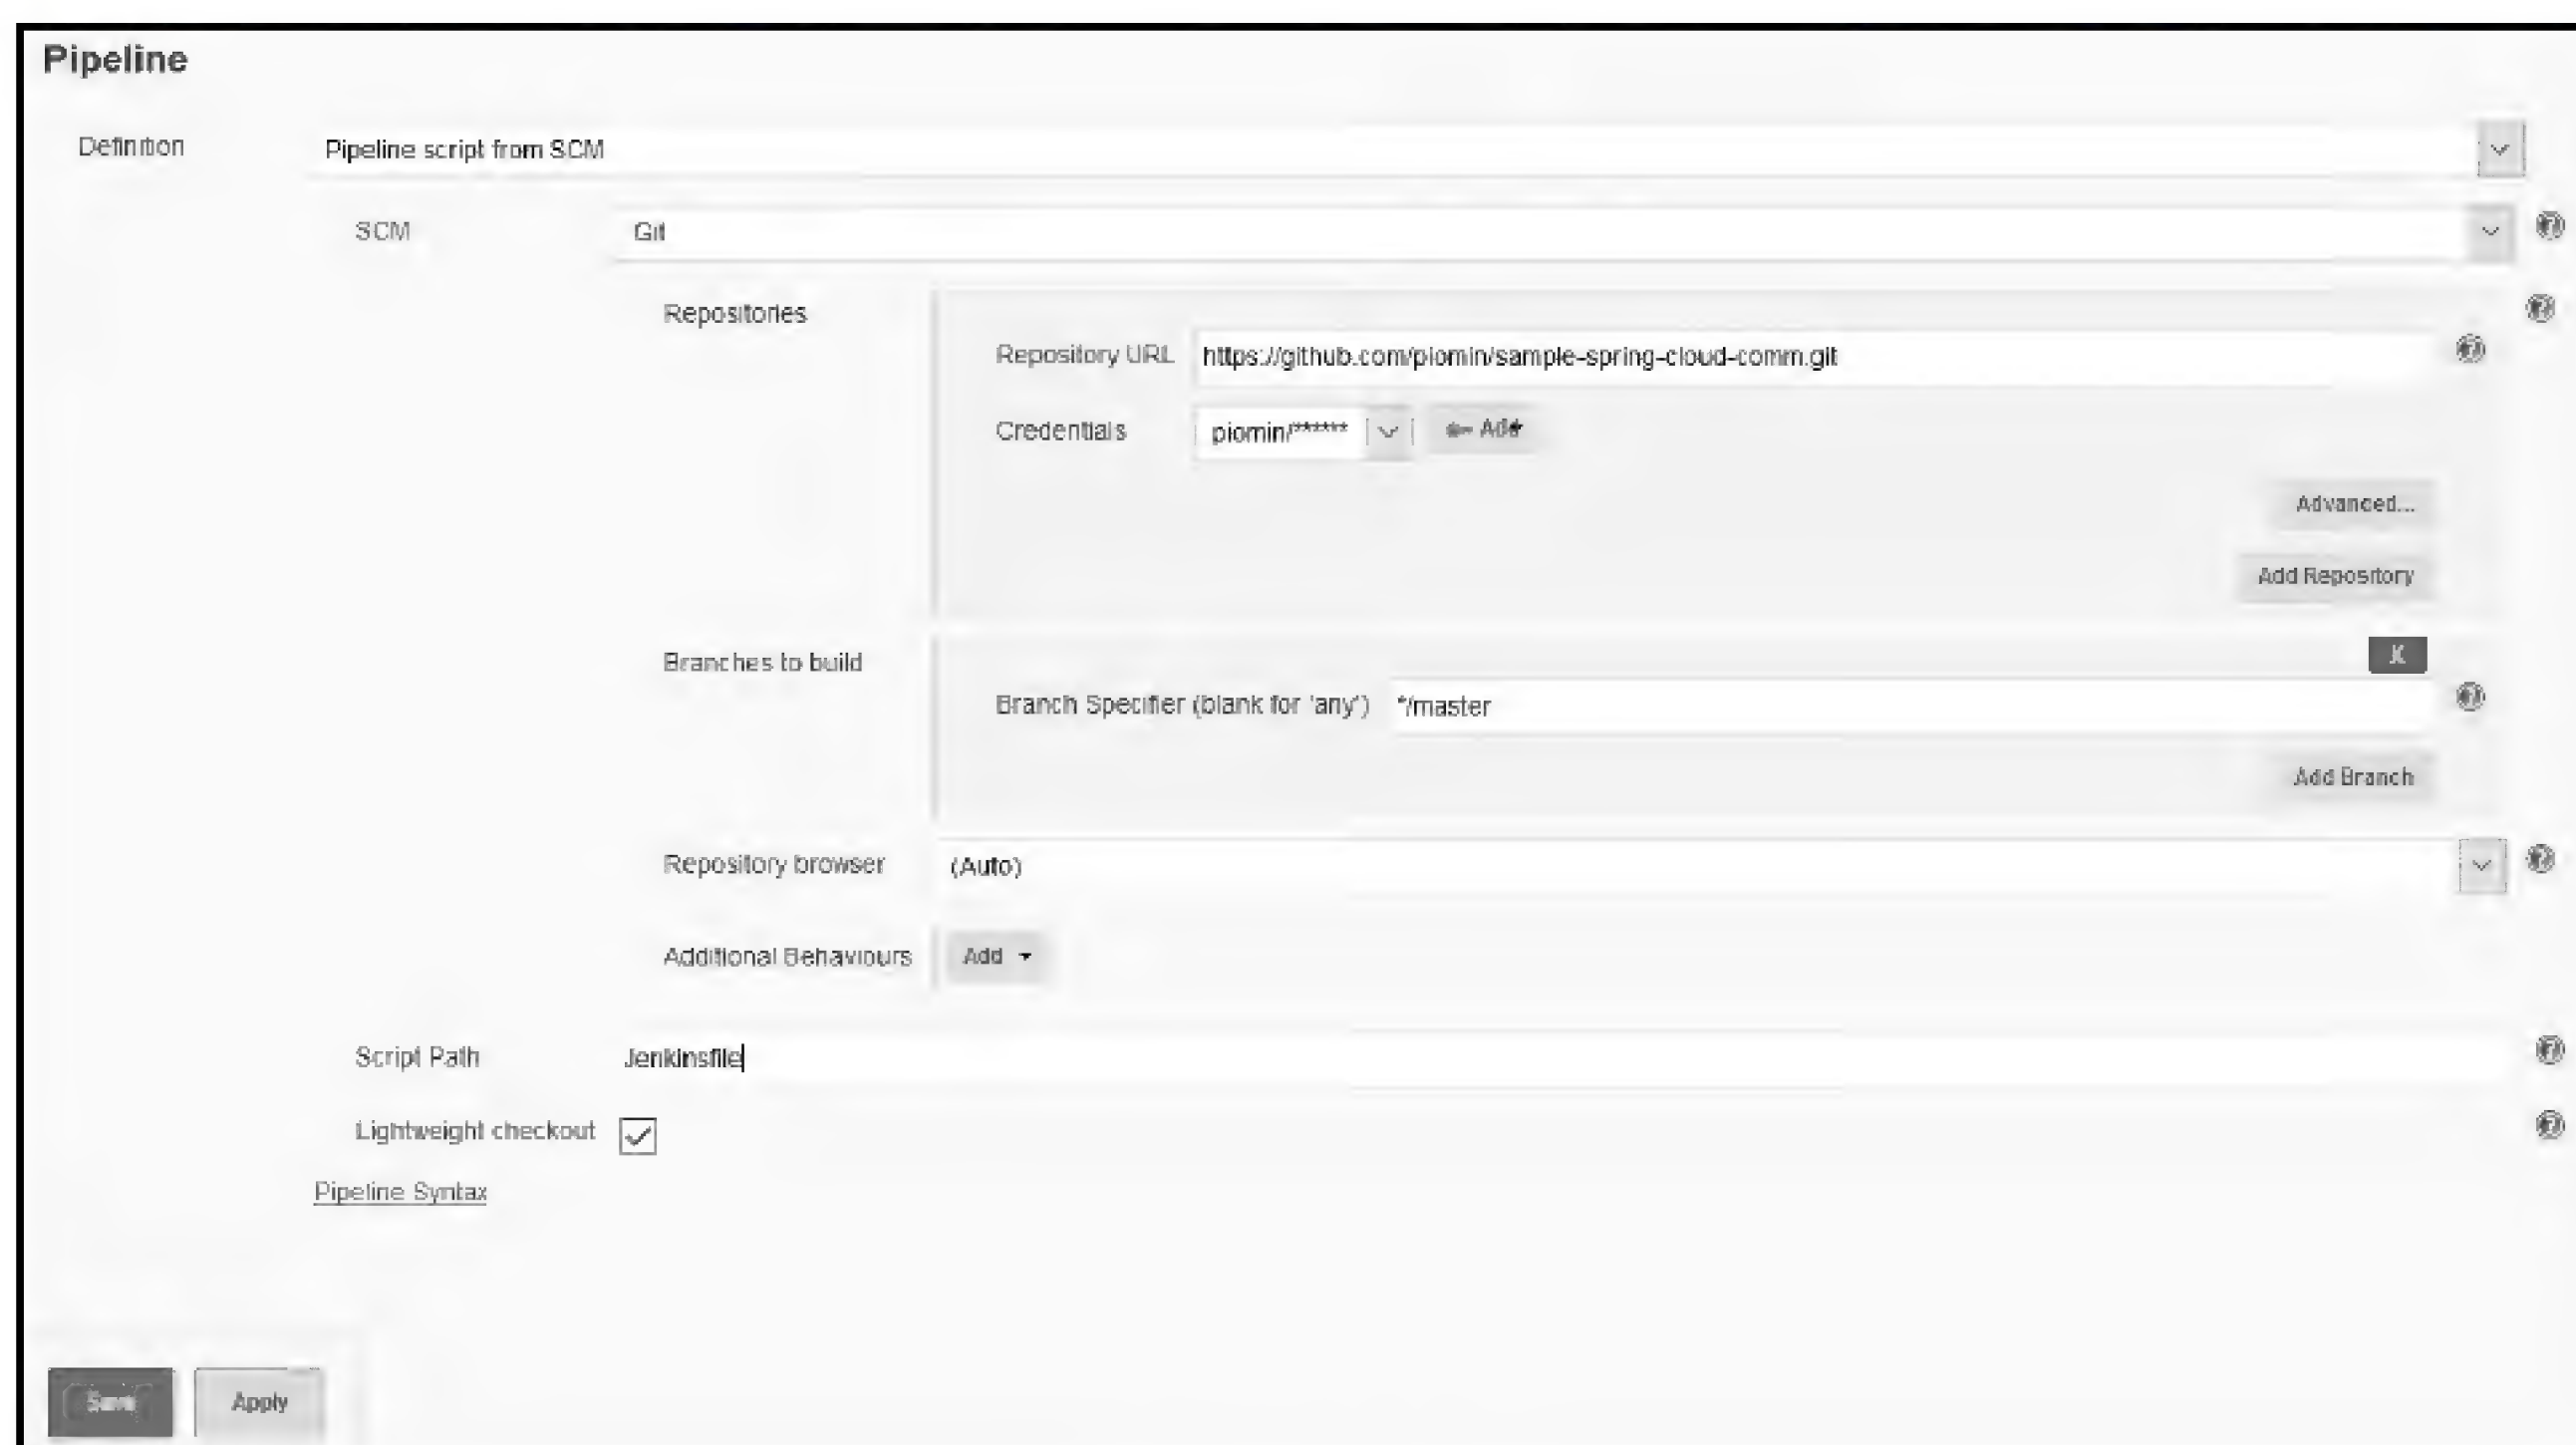 Pipeline
Definition Pipeline script from SCM
SCM Git
Repositories
Repository URL https://github.com/piomin/sample-spring-cloud-comm.git
Credentials piomin/****** Add
Advanced...
Add Repository
Branches to build X
Branch Specifier (blank for 'any') */master
Add Branch
Repository browser (Auto)
Additional Behaviours Add
Script Path Jenkinsfile
Lightweight checkout
Pipeline Syntax
Save Apply